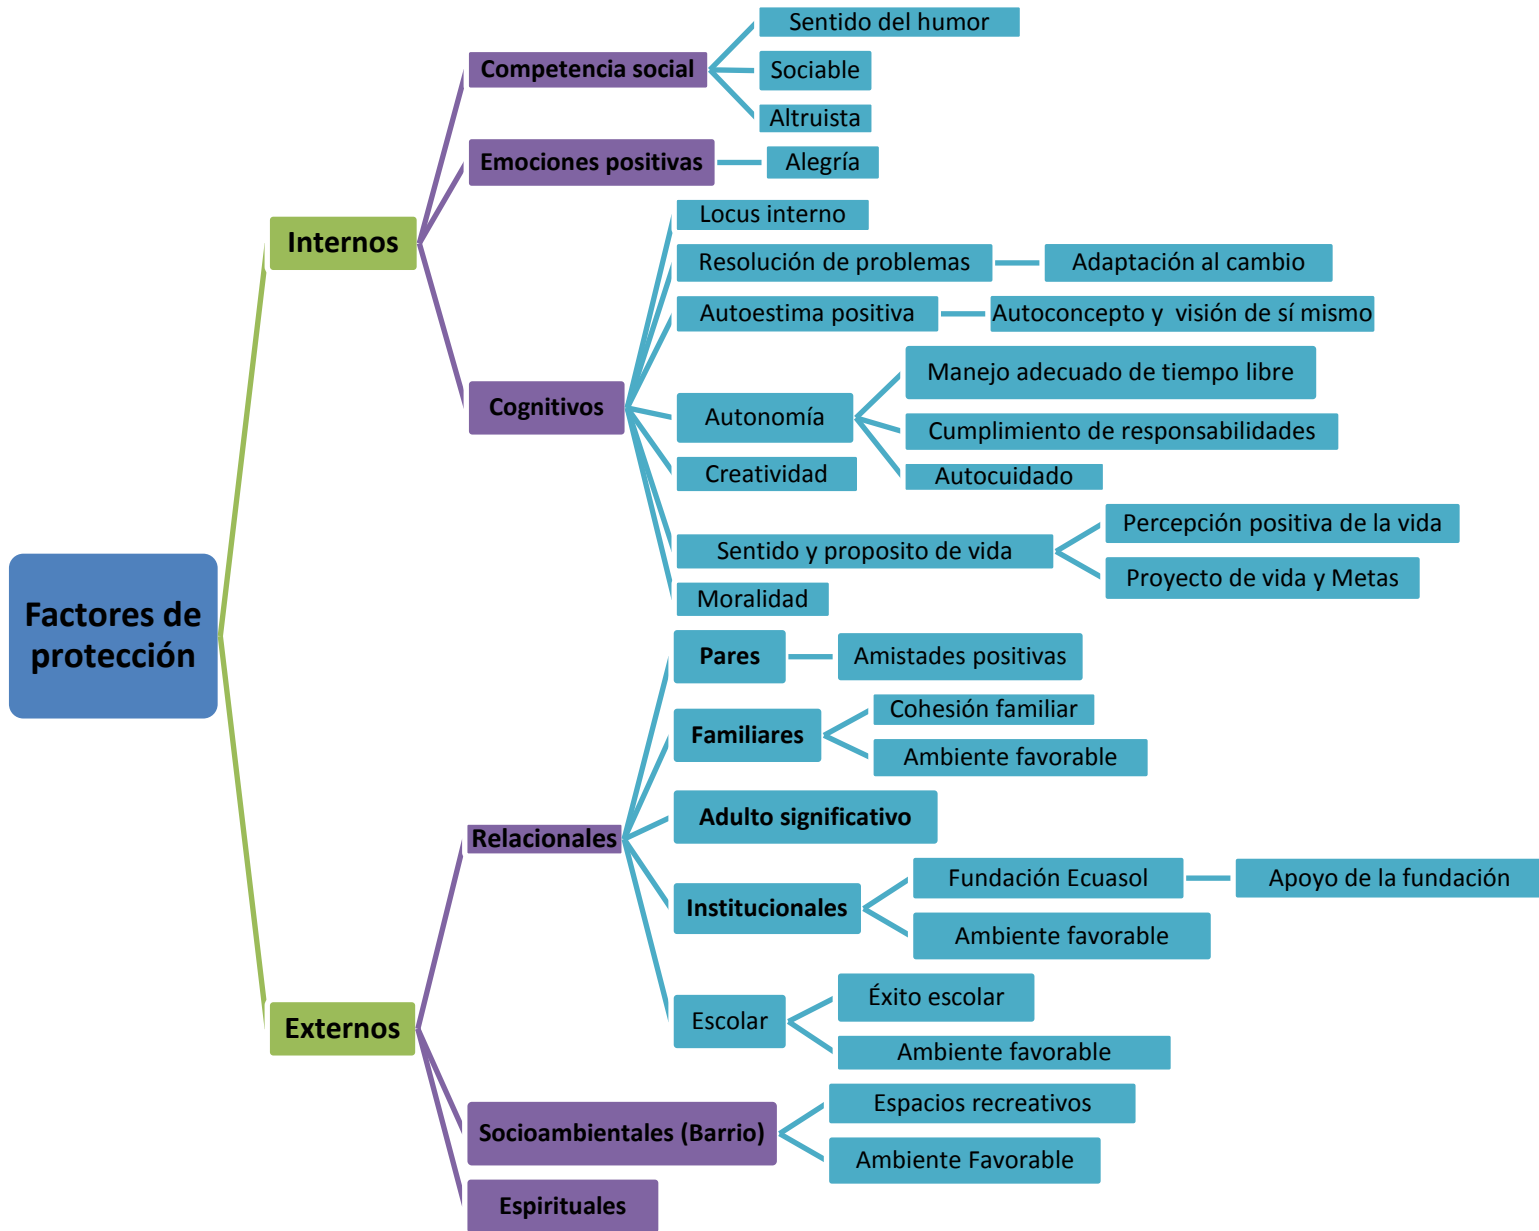 Factores de
protección
Internos
Competencia social
Sentido del humor
Sociable
Altruista
Emociones positivas
Alegría
Cognitivos
Locus interno
Resolución de problemas
Adaptación al cambio
Autoestima positiva
Autoconcepto y visión de sí mismo
Autonomía
Manejo adecuado de tiempo libre
Cumplimiento de responsabilidades
Autocuidado
Creatividad
Sentido y proposito de vida
Percepción positiva de la vida
Proyecto de vida y Metas
Moralidad
Externos
Relacionales
Pares
Amistades positivas
Familiares
Cohesión familiar
Ambiente favorable
Adulto significativo
Institucionales
Fundación Ecuasol
Apoyo de la fundación
Ambiente favorable
Escolar
Éxito escolar
Ambiente favorable
Socioambientales (Barrio)
Espacios recreativos
Ambiente Favorable
Espirituales